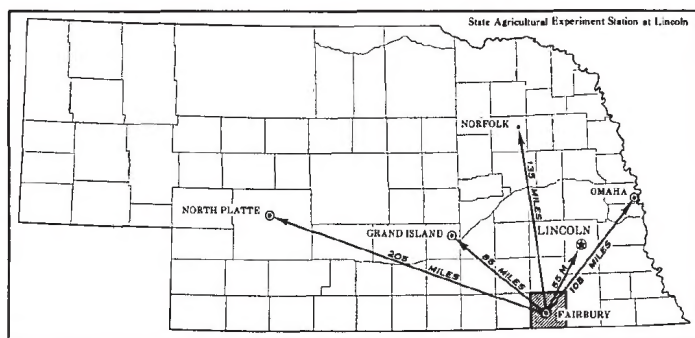 State Agricultural Experiment Station at Lincoln
NORFOLK
135 MILES
OMAHA
NORTH PLATTE
GRAND ISLAND
LINCOLN
205 MILES
85 MILES
55 M.
108 MILES
FAIRBURY